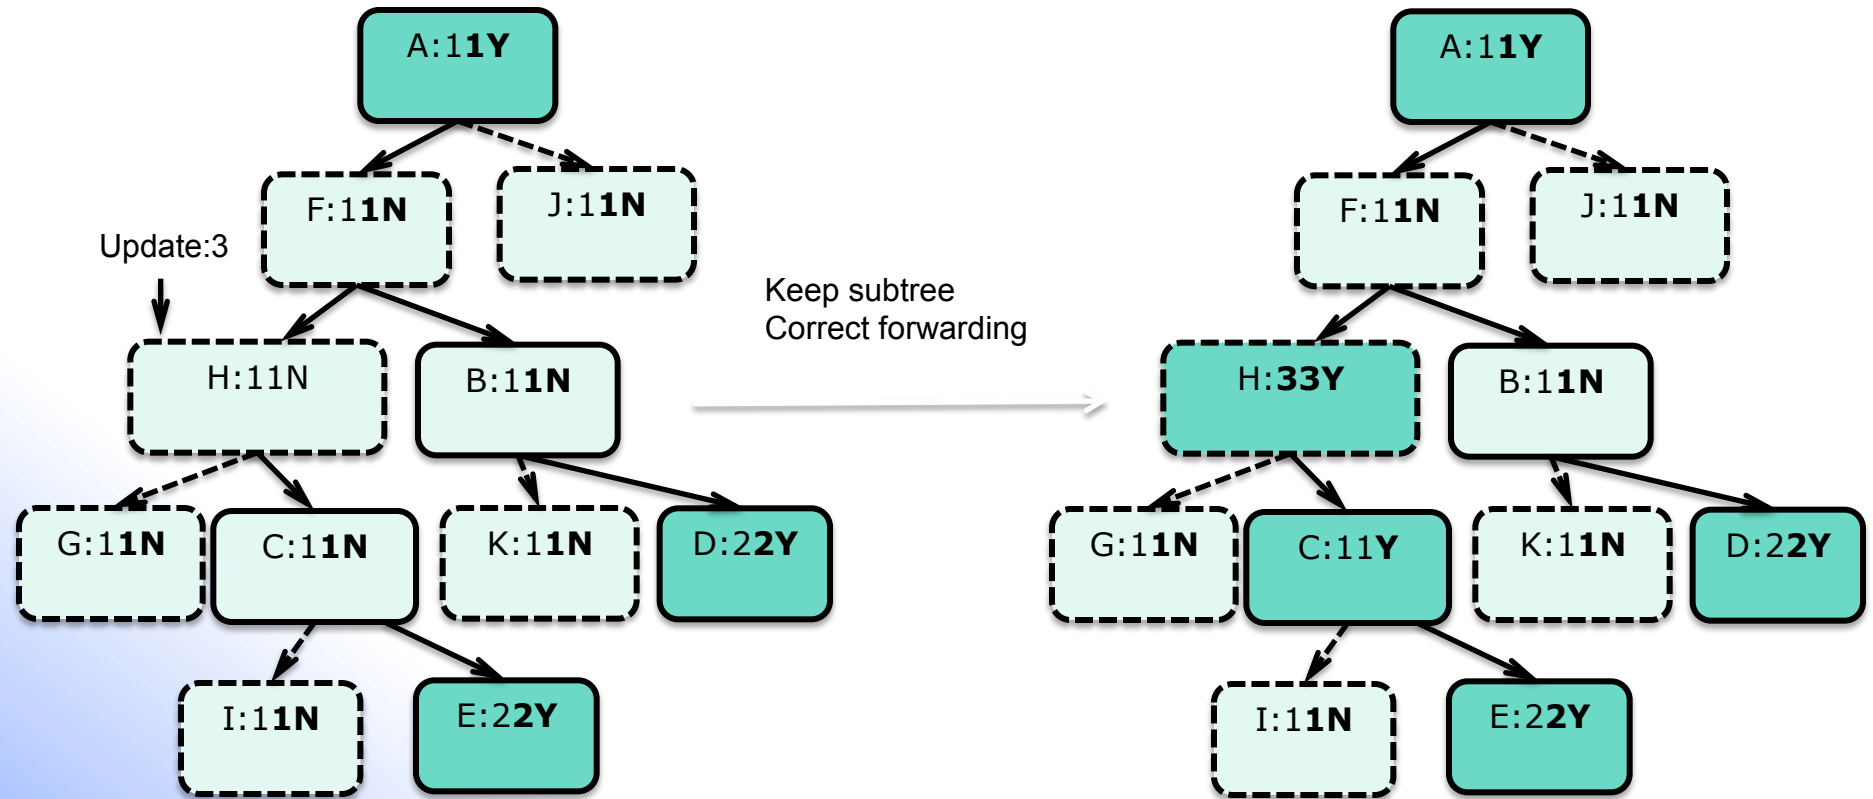 A:11Y
F:11N
J:11N
Update:3
H:11N
B:11N
G:11N
C:11N
K:11N
D:22Y
I:11N
E:22Y
Keep subtree
Correct forwarding
A:11Y
F:11N
J:11N
H:33Y
B:11N
G:11N
C:11Y
K:11N
D:22Y
I:11N
E:22Y